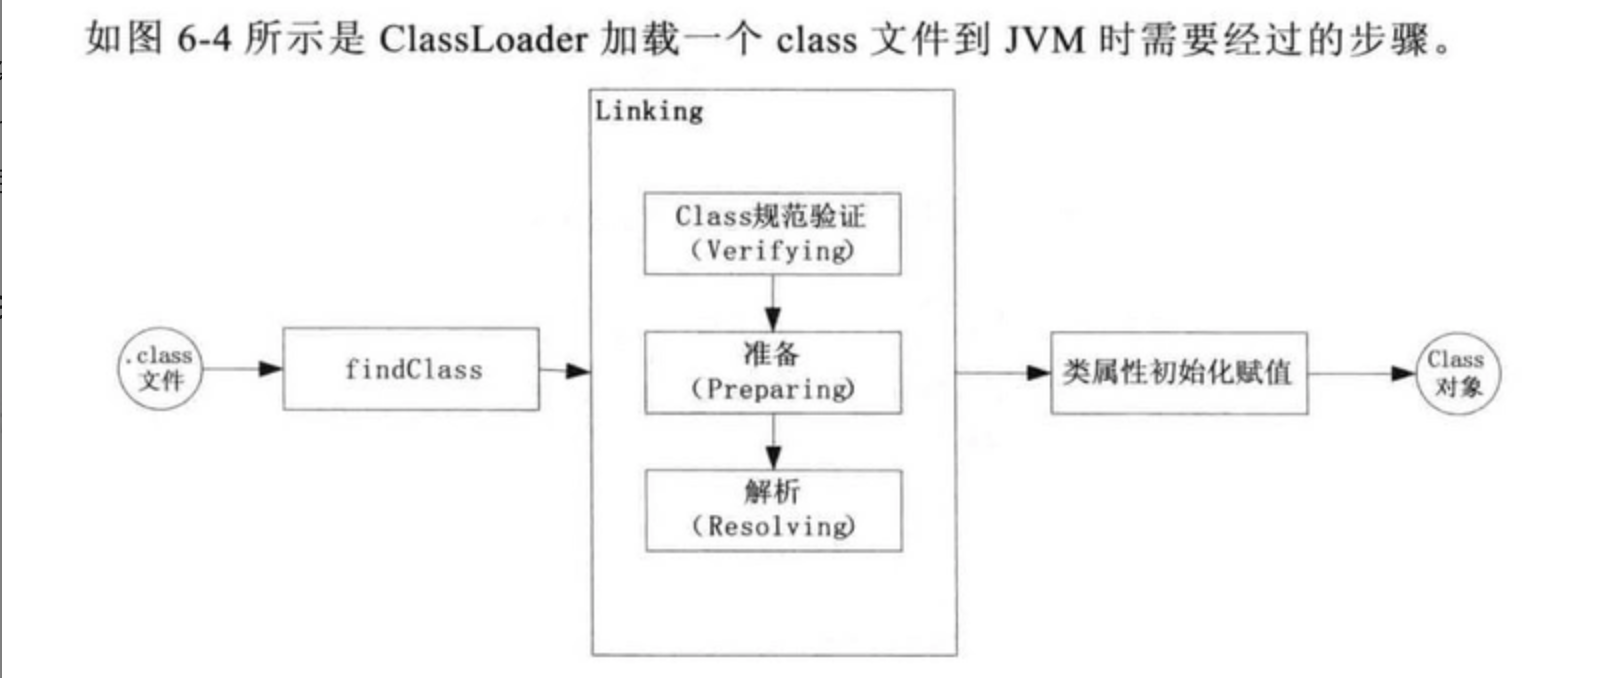 如图 6-4 所示是 ClassLoader 加载一个 class 文件到 JVM 时需要经过的步骤。
Linking
Class规范验证
(Verifying)
.class
文件
findClass
准备
(Preparing)
类属性初始化赋值
Class
对象
解析
(Resolving)